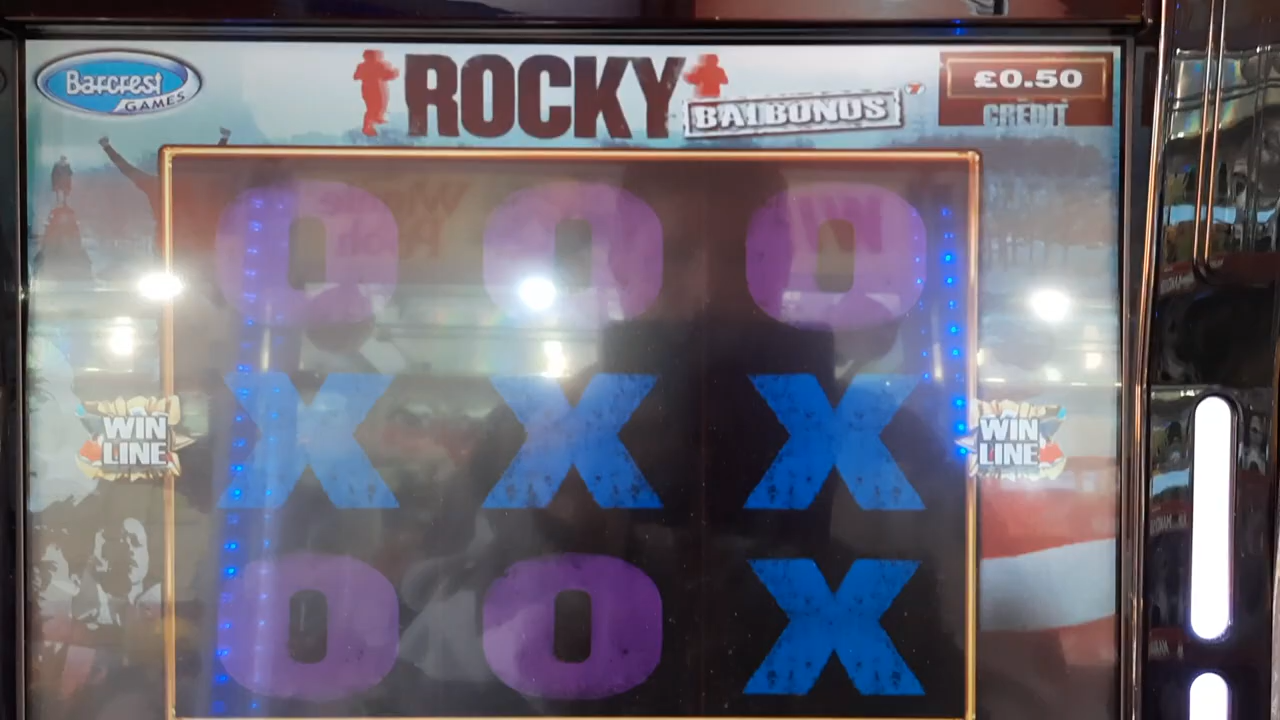 Barcrest
GAMES
ROCKY
BALBONUS
£0.50
CREDIT
O O O
X X X
WIN
LINE
WIN
LINE
O O X